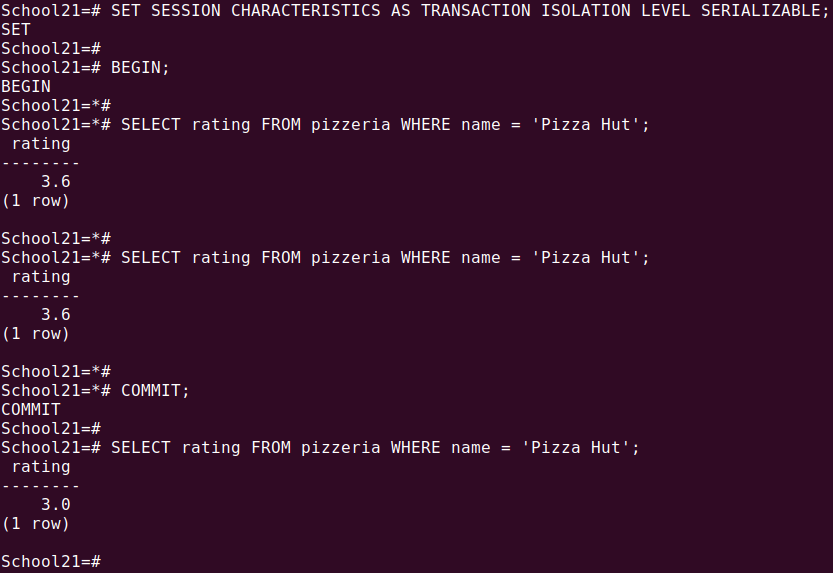 School21=# SET SESSION CHARACTERISTICS AS TRANSACTION ISOLATION LEVEL SERIALIZABLE;
SET
School21=#
School21=# BEGIN;
BEGIN
School21=*#
School21=*# SELECT rating FROM pizzeria WHERE name = 'Pizza Hut';
 rating
--------
    3.6
(1 row)

School21=*#
School21=*# SELECT rating FROM pizzeria WHERE name = 'Pizza Hut';
 rating
--------
    3.6
(1 row)

School21=*#
School21=*# COMMIT;
COMMIT
School21=#
School21=# SELECT rating FROM pizzeria WHERE name = 'Pizza Hut';
 rating
--------
    3.0
(1 row)

School21=#